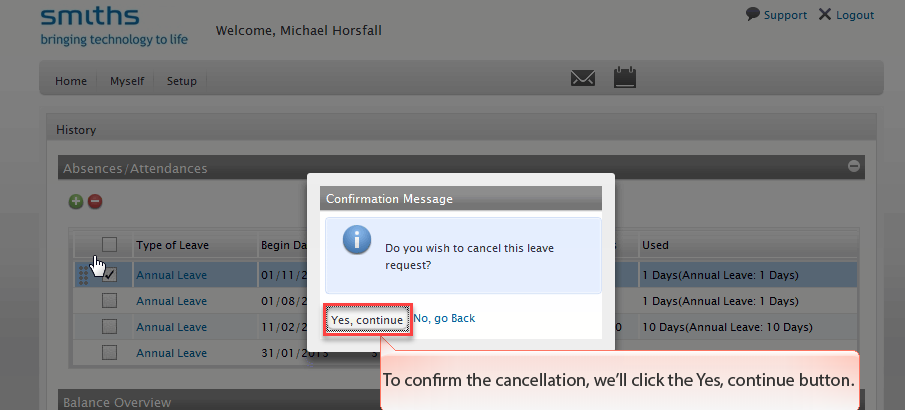 smiths
bringing technology to life
Welcome, Michael Horsfall
Support
Logout
Home
Myself
Setup
History
Absences/Attendances
Type of Leave
Begin Da
s
Used
Annual Leave
01/11/2
1 Days(Annual Leave: 1 Days)
Annual Leave
01/08/2
1 Days(Annual Leave: 1 Days)
Annual Leave
11/02/2
0
10 Days(Annual Leave: 10 Days)
Annual Leave
31/01/2013
Confirmation Message
Do you wish to cancel this leave
request?
Yes, continue
No, go Back
To confirm the cancellation, we'll click the Yes, continue button.
Balance Overview